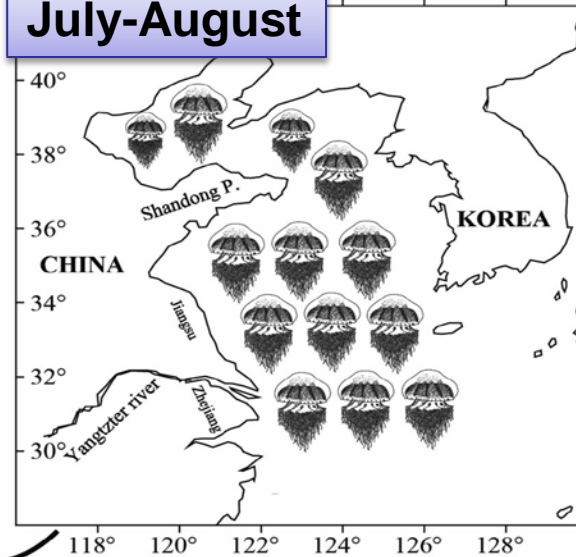 July-August
40°
38°
Shandong P.
36°
KOREA
CHINA
34°
Jiangsu
32°
Yangtzter river
Zhejiang
30°
118° 120° 122° 124° 126° 128°